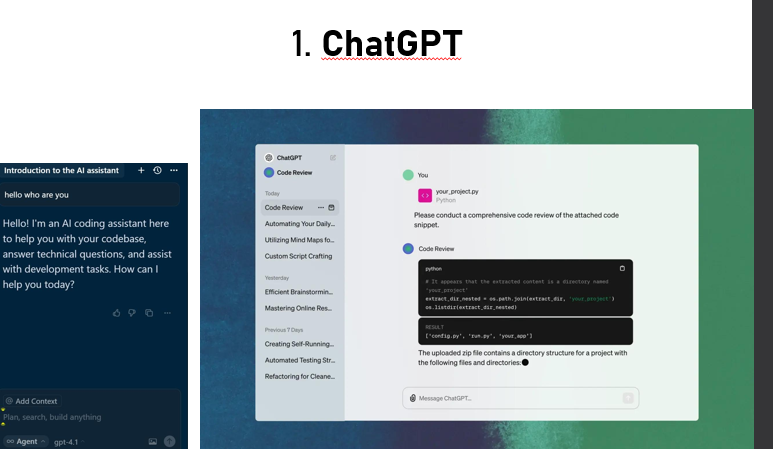 1. ChatGPT
Introduction to the AI assistant
hello who are you
Hello! I'm an AI coding assistant here
to help you with your codebase,
answer technical questions, and assist
with development tasks. How can I
help you today?
@ Add Context
Plan, search, build anything
∞ Agent
gpt-4.1
ChatGPT
Code Review
Today
Code Review
Automating Your Daily...
Utilizing Mind Maps fo...
Custom Script Crafting
Yesterday
Efficient Brainstormin...
Mastering Online Res...
Previous 7 Days
Creating Self-Running...
Automated Testing Str...
Refactoring for Cleane...
You
your_project.py
Python
Please conduct a comprehensive code review of the attached code
snippet.
Code Review
python
# It appears that the extracted content is a directory named
'your_project'
extract_dir_nested = os.path.join(extract_dir, 'your_project')
os.listdir(extract_dir_nested)
RESULT
['config.py', 'run.py', 'your_app']
The uploaded zip file contains a directory structure for a project with
the following files and directories:
Message ChatGPT...